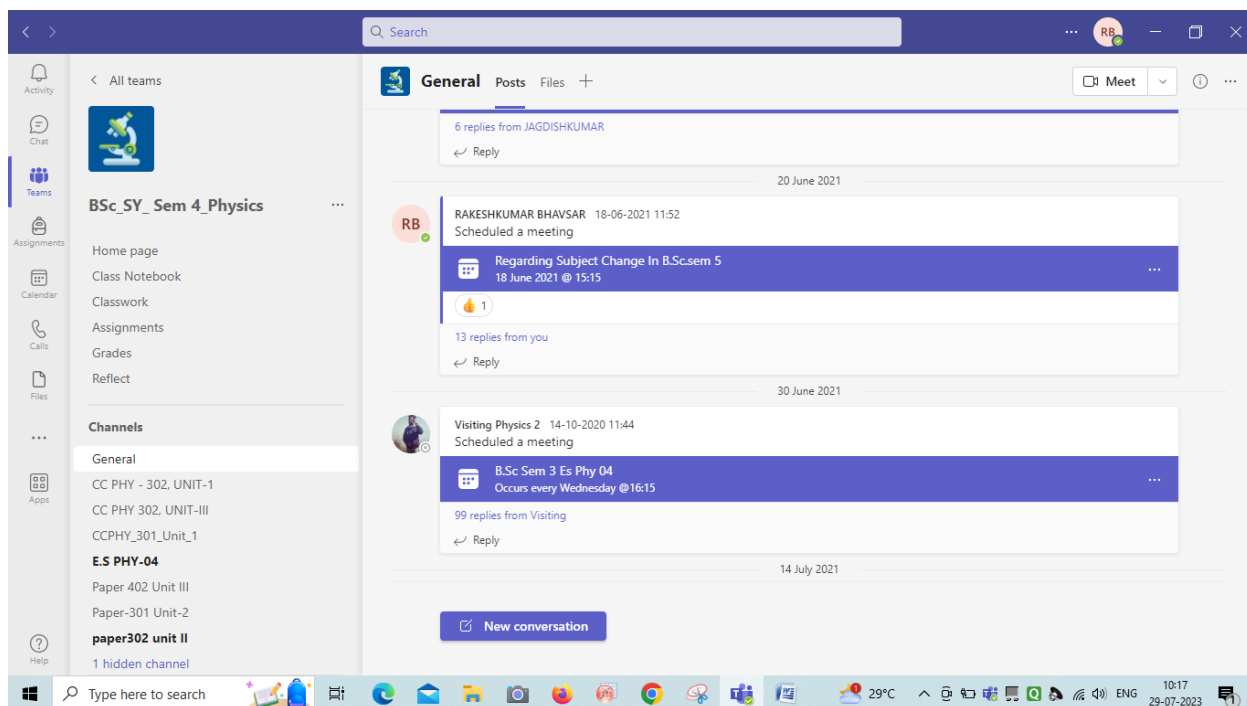 Search
RB
Activity
Chat
Teams
Assignments
Calendar
Calls
Files
Apps
Help
All teams
BSc_SY_ Sem 4_Physics
Home page
Class Notebook
Classwork
Assignments
Grades
Reflect
Channels
General
CC PHY - 302, UNIT-1
CC PHY 302, UNIT-III
CCPHY_301_Unit_1
E.S PHY-04
Paper 402 Unit III
Paper-301 Unit-2
paper302 unit II
1 hidden channel
General Posts Files
Meet
6 replies from JAGDISHKUMAR
Reply
20 June 2021
RB
RAKESHKUMAR BHAVSAR 18-06-2021 11:52
Scheduled a meeting
Regarding Subject Change In B.Sc.sem 5
18 June 2021 @ 15:15
1
13 replies from you
Reply
30 June 2021
Visiting Physics 2 14-10-2020 11:44
Scheduled a meeting
B.Sc Sem 3 Es Phy 04
Occurs every Wednesday @16:15
99 replies from Visiting
Reply
14 July 2021
New conversation
Type here to search
29°C
ENG
10:17
29-07-2023